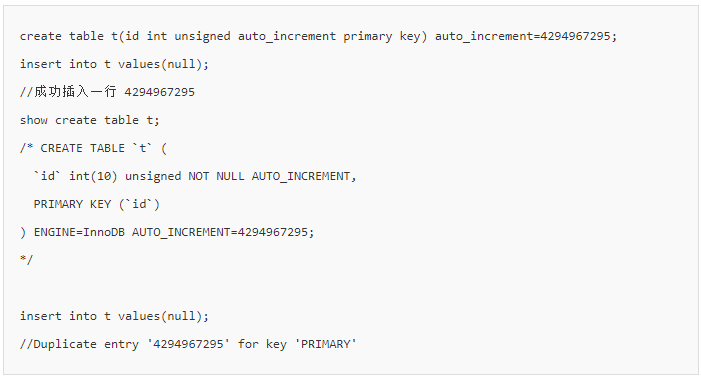 create table t(id int unsigned auto_increment primary key) auto_increment=4294967295;
insert into t values(null);
//成功插入一行 4294967295
show create table t;
/* CREATE TABLE `t` (
  `id` int(10) unsigned NOT NULL AUTO_INCREMENT,
  PRIMARY KEY (`id`)
) ENGINE=InnoDB AUTO_INCREMENT=4294967295;
*/
insert into t values(null);
//Duplicate entry '4294967295' for key 'PRIMARY'